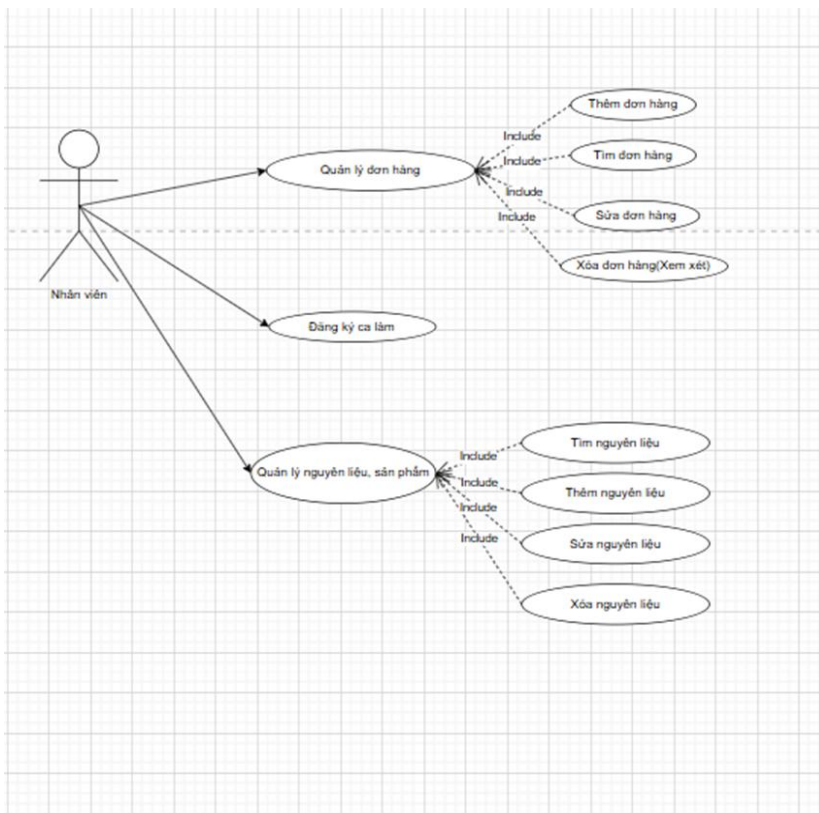 Thêm đơn hàng
Include
Tìm đơn hàng
Include
Quản lý đơn hàng
Include
Sửa đơn hàng
Include
Xóa đơn hàng(Xem xét)
Nhân viên
Đăng ký ca làm
Tìm nguyên liệu
Include
Quản lý nguyên liệu, sản phẩm
Include
Thêm nguyên liệu
Include
Sửa nguyên liệu
Include
Xóa nguyên liệu